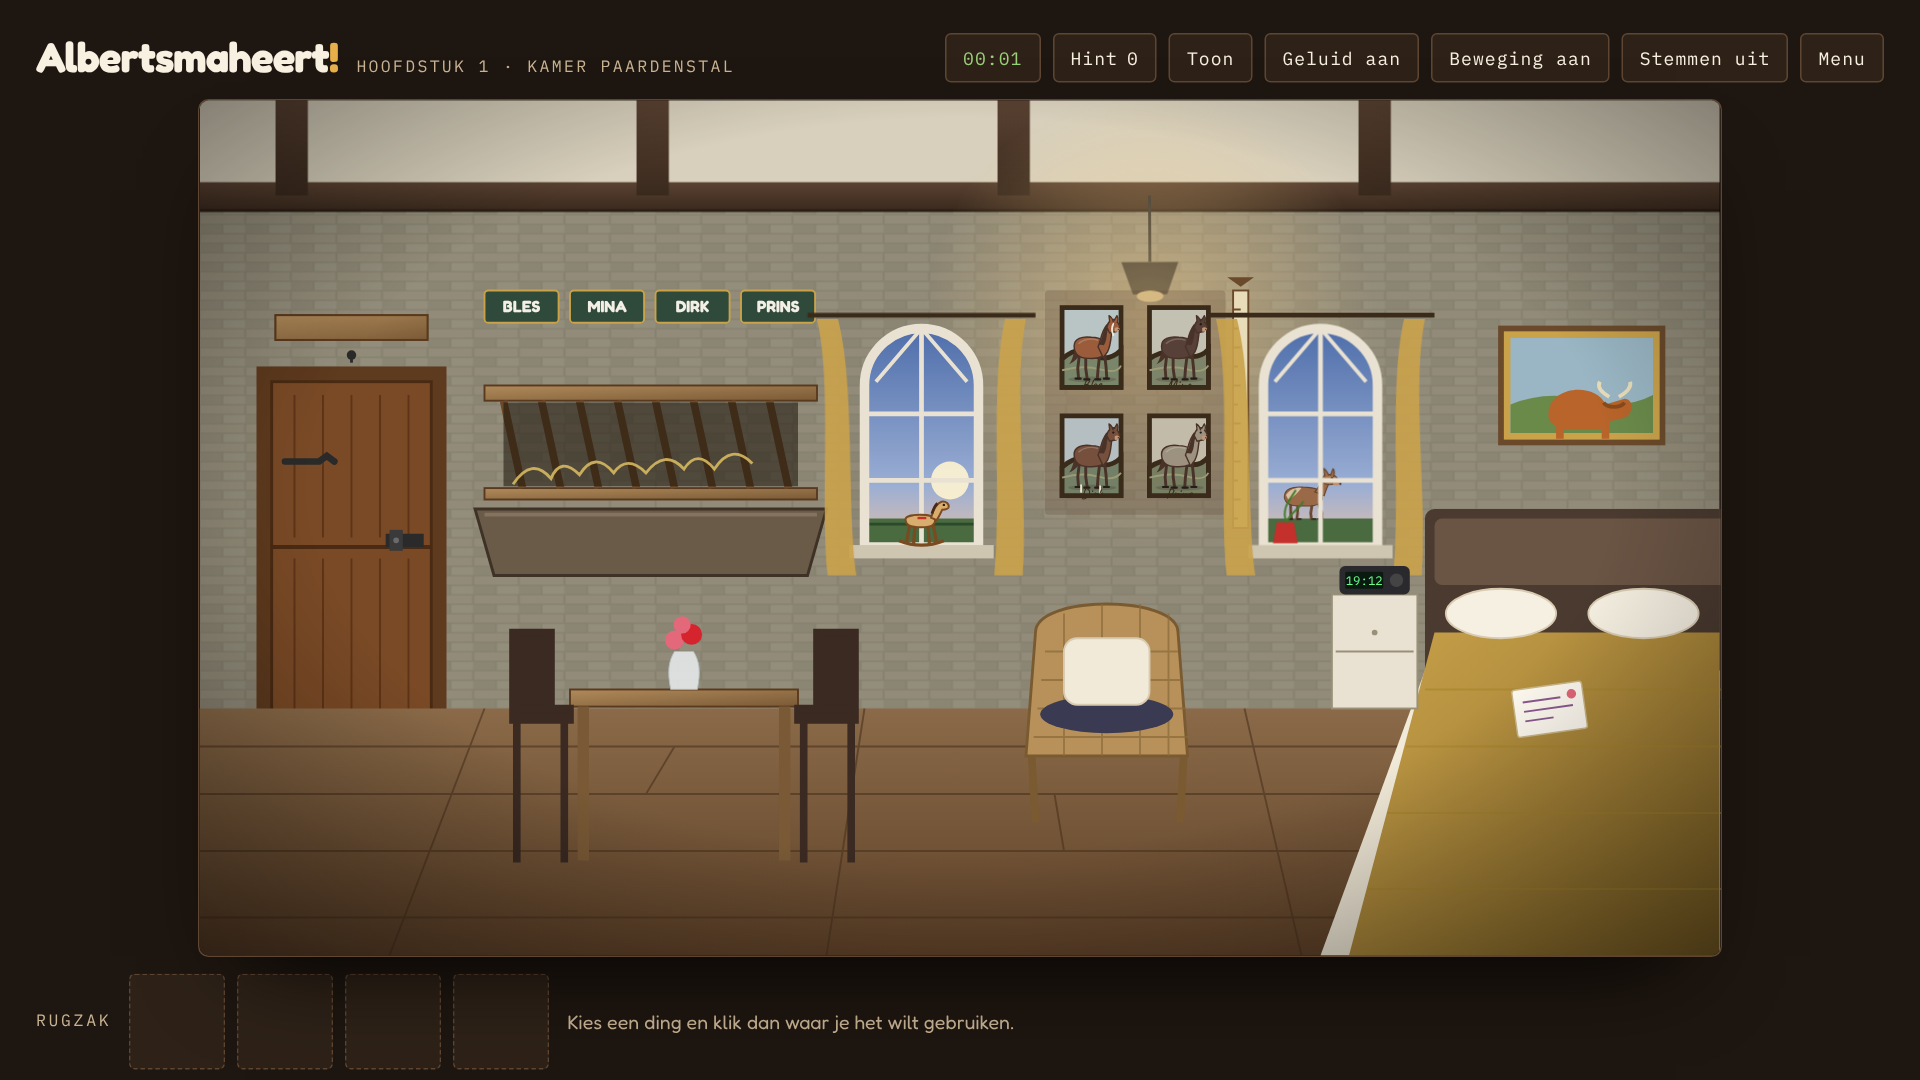 Albertsmaheert!
HOOFDSTUK 1 · KAMER PAARDENSTAL
00:01
Hint 0
Toon
Geluid aan
Beweging aan
Stemmen uit
Menu
BLES
MINA
DIRK
PRINS
19:12
RUGZAK
Kies een ding en klik dan waar je het wilt gebruiken.